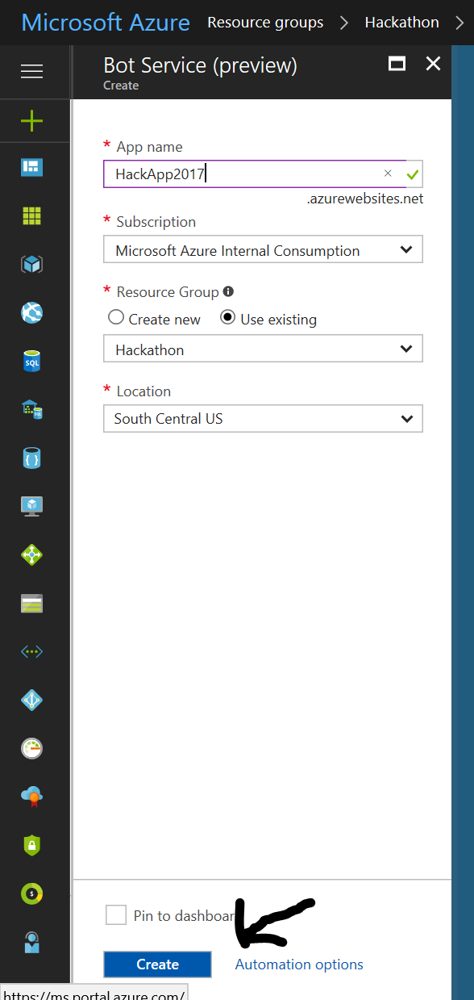 Microsoft Azure Resource groups > Hackathon >
Bot Service (preview)
Create
* App name
HackApp2017
.azurewebsites.net
* Subscription
Microsoft Azure Internal Consumption
* Resource Group
Create new Use existing
Hackathon
* Location
South Central US
SQL
Pin to dashboar
Create Automation options
https://ms.portal.azure.com/